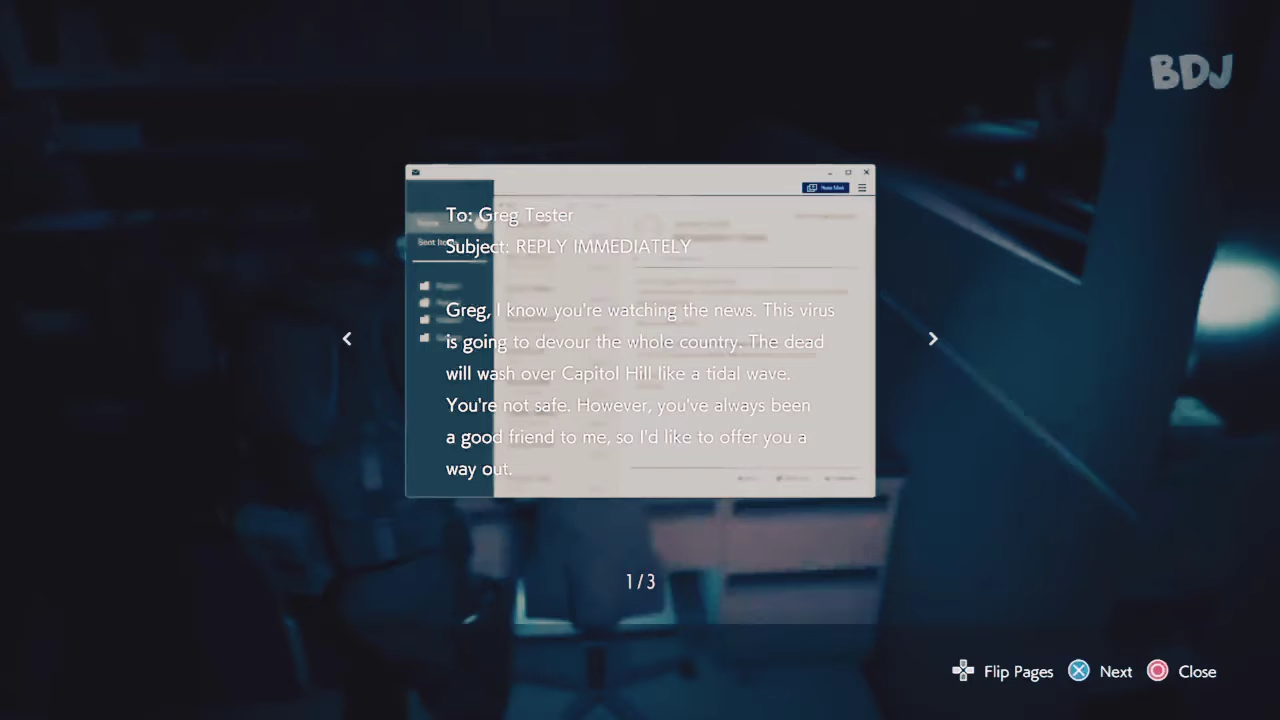 BDJ
To: Greg Tester
Subject: REPLY IMMEDIATELY
Greg, I know you're watching the news. This virus
is going to devour the whole country. The dead
will wash over Capitol Hill like a tidal wave.
You're not safe. However, you've always been
a good friend to me, so I'd like to offer you a
way out.
1/3
Flip Pages Next Close